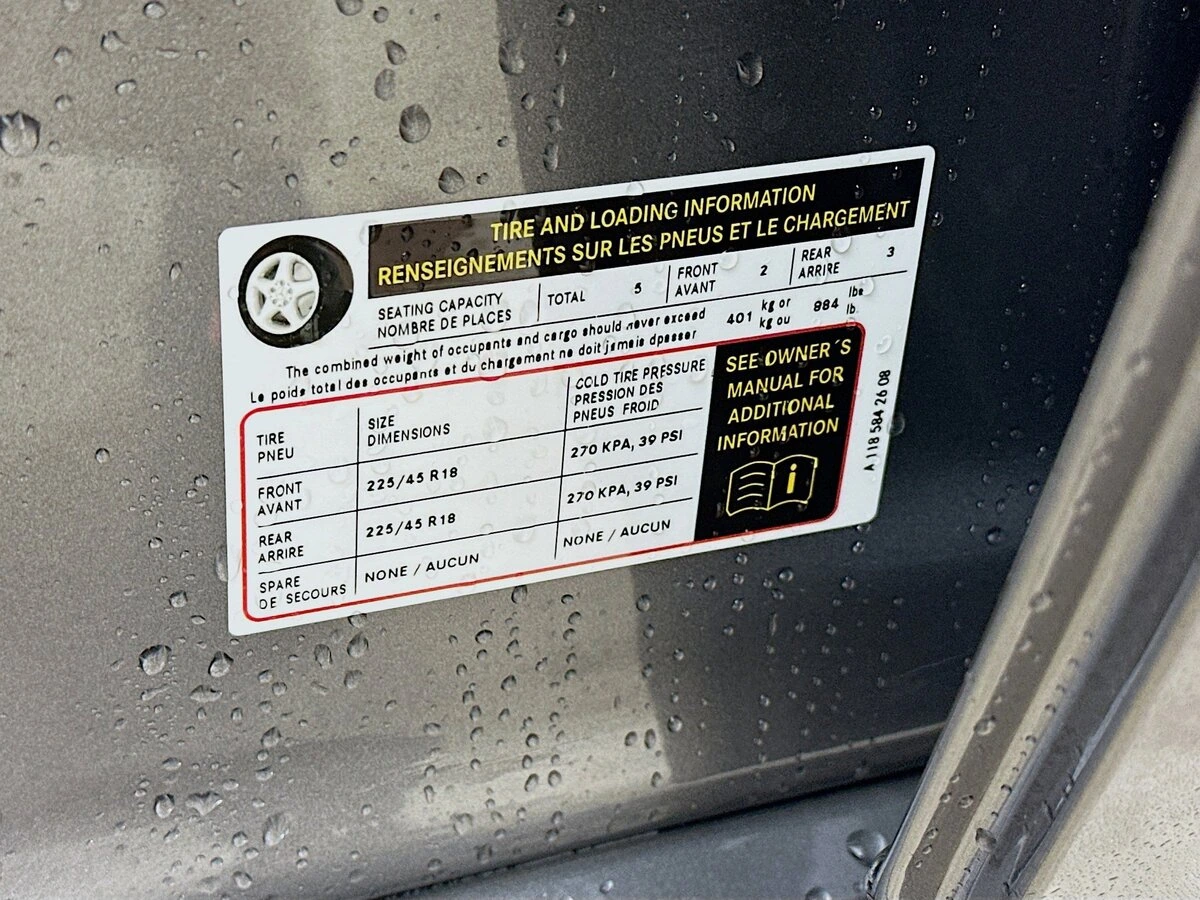 TIRE AND LOADING INFORMATION
RENSEIGNEMENTS SUR LES PNEUS ET LE CHARGEMENT
SEATING CAPACITY TOTAL 5 FRONT 2 REAR 3
NOMBRE DE PLACES AVANT ARRIRE
The combined weight of occupants and cargo should never exceed 401 kg or 884 lbs
Le poids total des occupants et du chargement ne doit jamais dpasser kg ou lb.
TIRE SIZE COLD TIRE PRESSURE
PNEU DIMENSIONS PRESSION DES
PNEUS FROID
FRONT 225/45 R18 270 KPA, 39 PSI
AVANT
REAR 225/45 R18 270 KPA, 39 PSI
ARRIRE
SPARE NONE / AUCUN NONE / AUCUN
DE SECOURS
SEE OWNER´S
MANUAL FOR
ADDITIONAL
INFORMATION
i
A 118 584 26 08